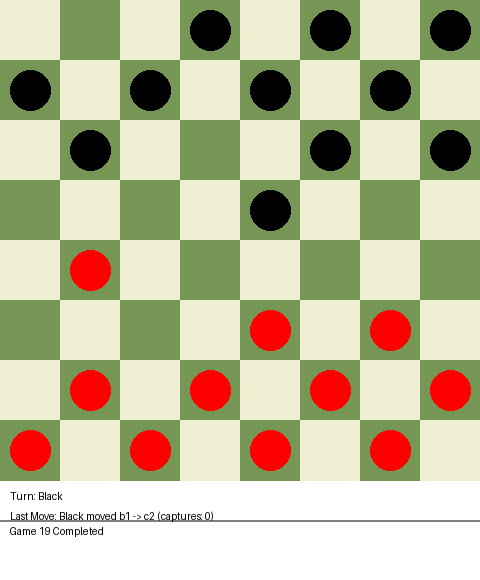 Turn: Black
Last Move: Black moved b1 -> c2 (captures: 0)
Game 19 Completed